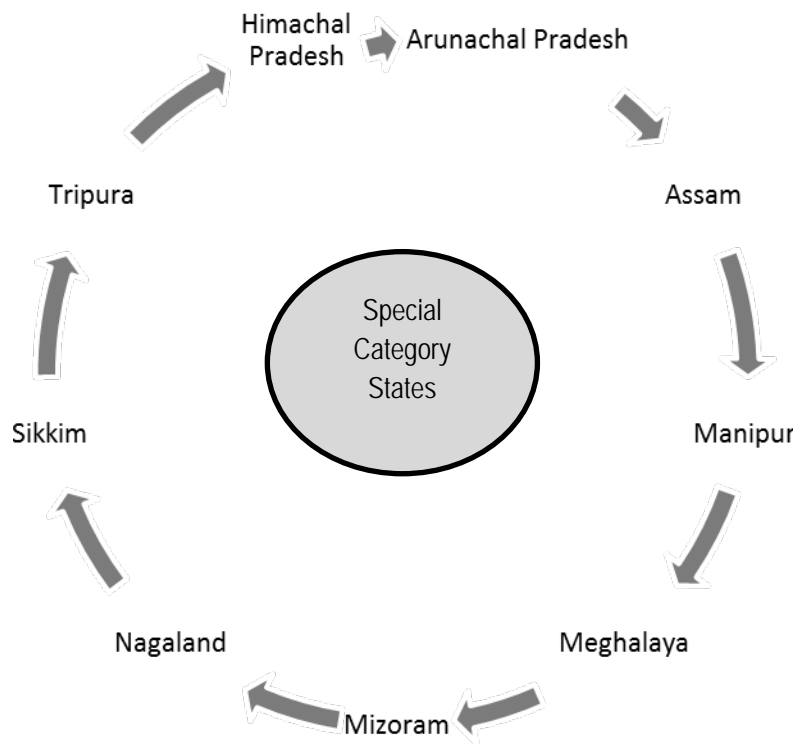 Himachal
Pradesh
Arunachal Pradesh
Tripura
Assam
Special
Category
States
Sikkim
Manipur
Nagaland
Meghalaya
Mizoram